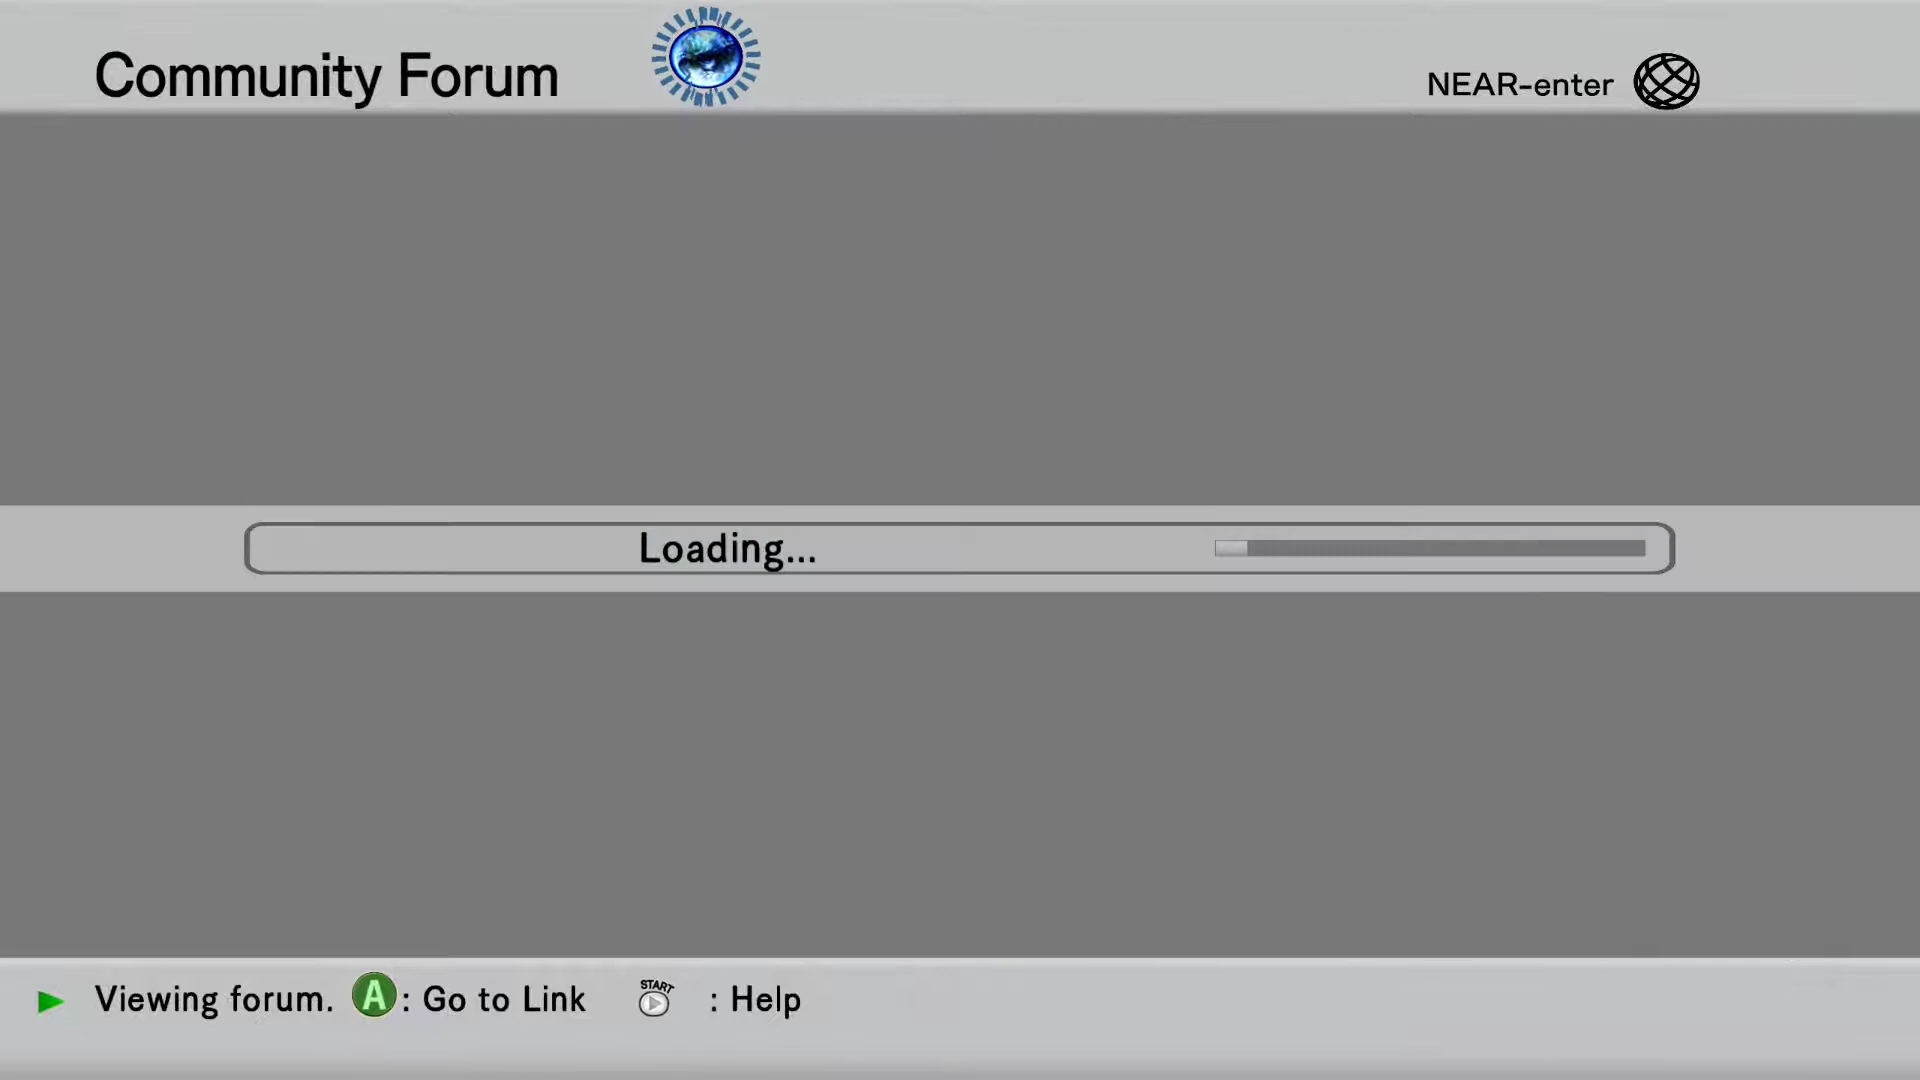 Community Forum
NEAR-enter
Loading...
Viewing forum. A : Go to Link START : Help